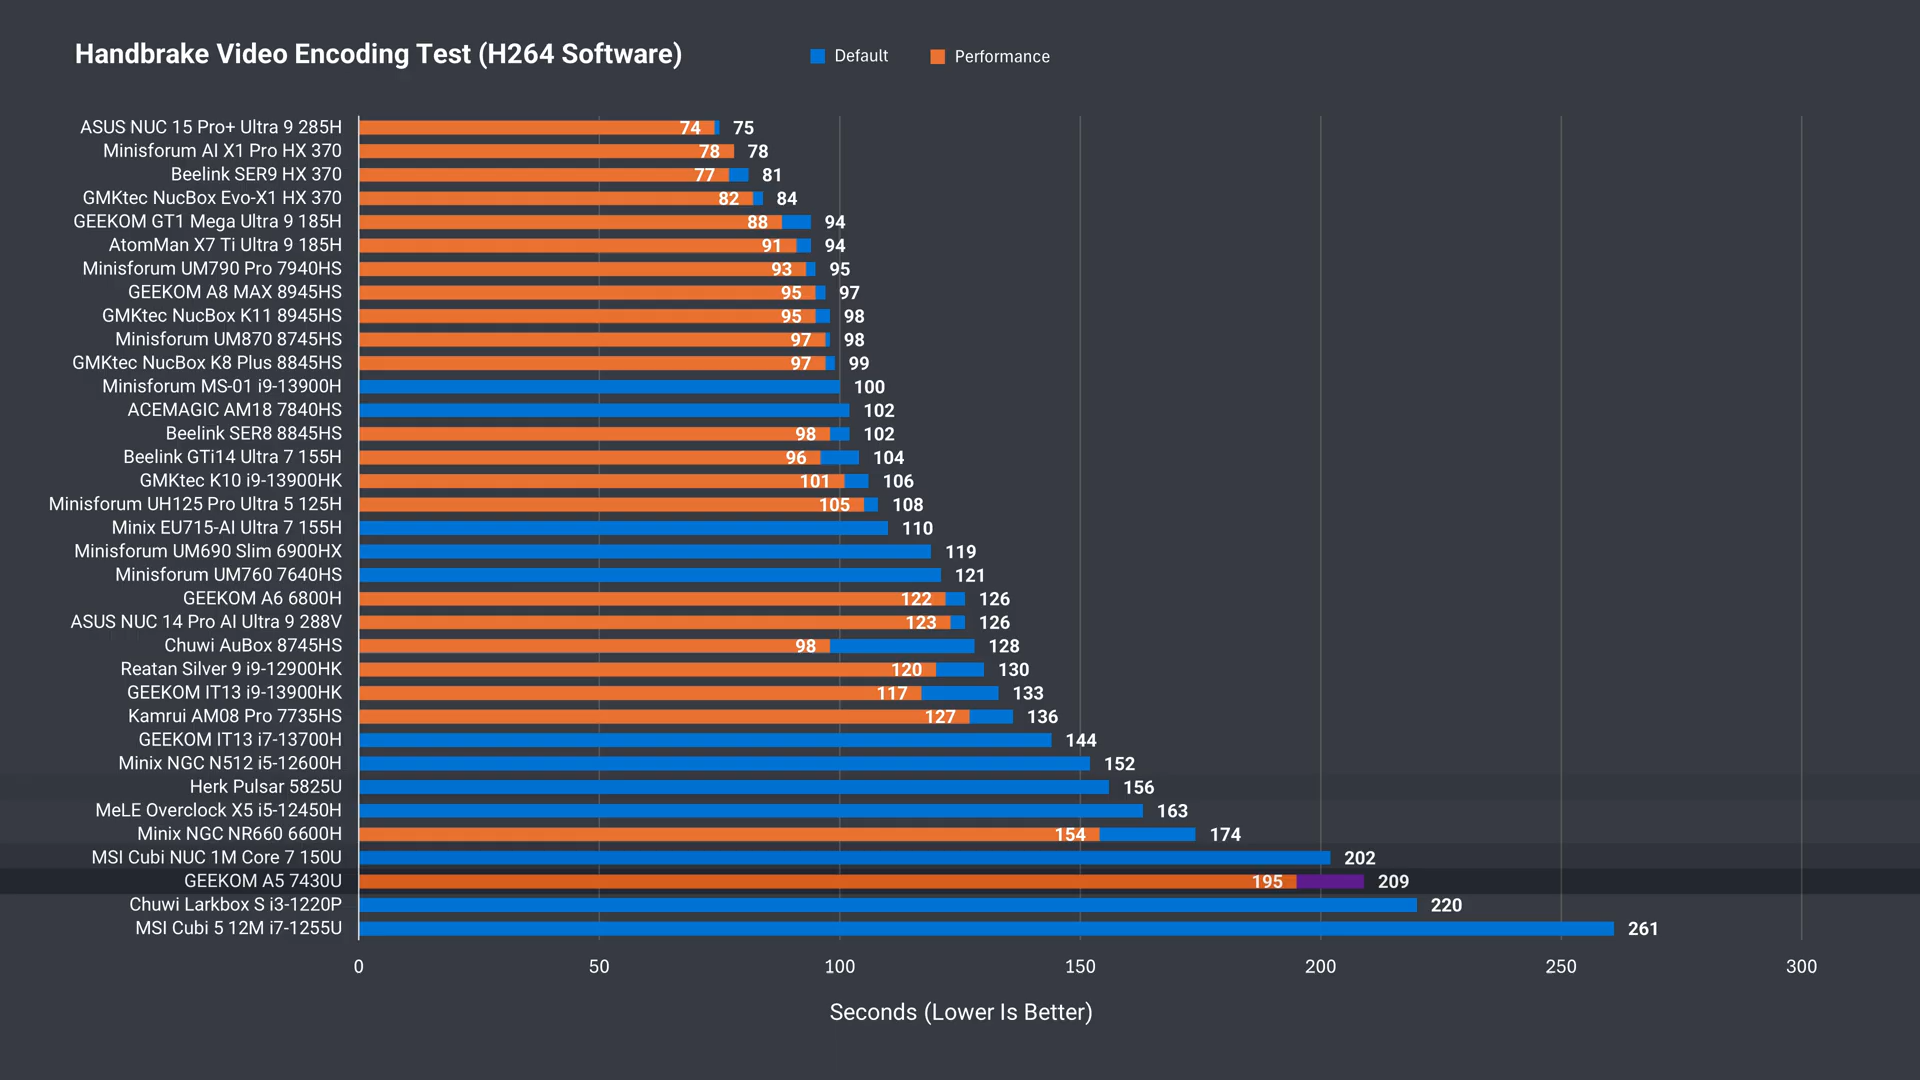 Handbrake Video Encoding Test (H264 Software)
Default Performance
ASUS NUC 15 Pro+ Ultra 9 285H 74 75
Minisforum AI X1 Pro HX 370 78 78
Beelink SER9 HX 370 77 81
GMKtec NucBox Evo-X1 HX 370 82 84
GEEKOM GT1 Mega Ultra 9 185H 88 94
AtomMan X7 Ti Ultra 9 185H 91 94
Minisforum UM790 Pro 7940HS 93 95
GEEKOM A8 MAX 8945HS 95 97
GMKtec NucBox K11 8945HS 95 98
Minisforum UM870 8745HS 97 98
GMKtec NucBox K8 Plus 8845HS 97 99
Minisforum MS-01 i9-13900H 100
ACEMAGIC AM18 7840HS 102
Beelink SER8 8845HS 98 102
Beelink GTi14 Ultra 7 155H 96 104
GMKtec K10 i9-13900HK 101 106
Minisforum UH125 Pro Ultra 5 125H 105 108
Minix EU715-AI Ultra 7 155H 110
Minisforum UM690 Slim 6900HX 119
Minisforum UM760 7640HS 121
GEEKOM A6 6800H 122 126
ASUS NUC 14 Pro AI Ultra 9 288V 123 126
Chuwi AuBox 8745HS 98 128
Reatan Silver 9 i9-12900HK 120 130
GEEKOM IT13 i9-13900HK 117 133
Kamrui AM08 Pro 7735HS 127 136
GEEKOM IT13 i7-13700H 144
Minix NGC N512 i5-12600H 152
Herk Pulsar 5825U 156
MeLE Overclock X5 i5-12450H 163
Minix NGC NR660 6600H 154 174
MSI Cubi NUC 1M Core 7 150U 202
GEEKOM A5 7430U 195 209
Chuwi Larkbox S i3-1220P 220
MSI Cubi 5 12M i7-1255U 261
0 50 100 150 200 250 300
Seconds (Lower Is Better)